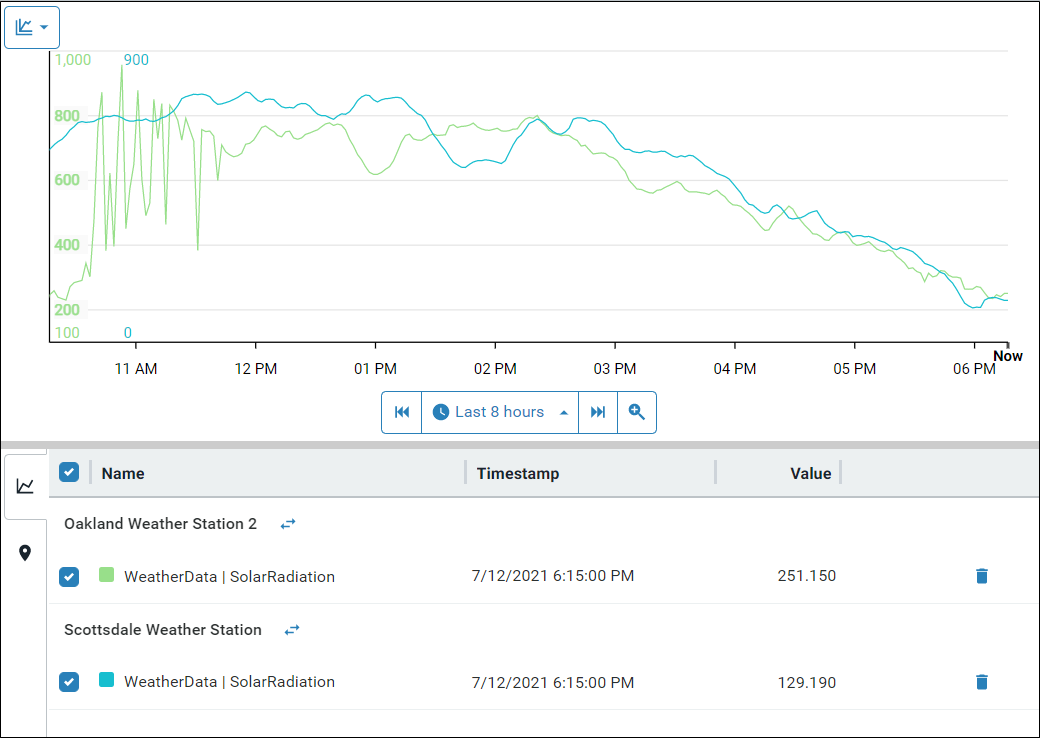 1,000 900
800
600
400
200
100 0
11 AM 12 PM 01 PM 02 PM 03 PM 04 PM 05 PM 06 PM Now
Last 8 hours
Name Timestamp Value
Oakland Weather Station 2
WeatherData | SolarRadiation 7/12/2021 6:15:00 PM 251.150
Scottsdale Weather Station
WeatherData | SolarRadiation 7/12/2021 6:15:00 PM 129.190